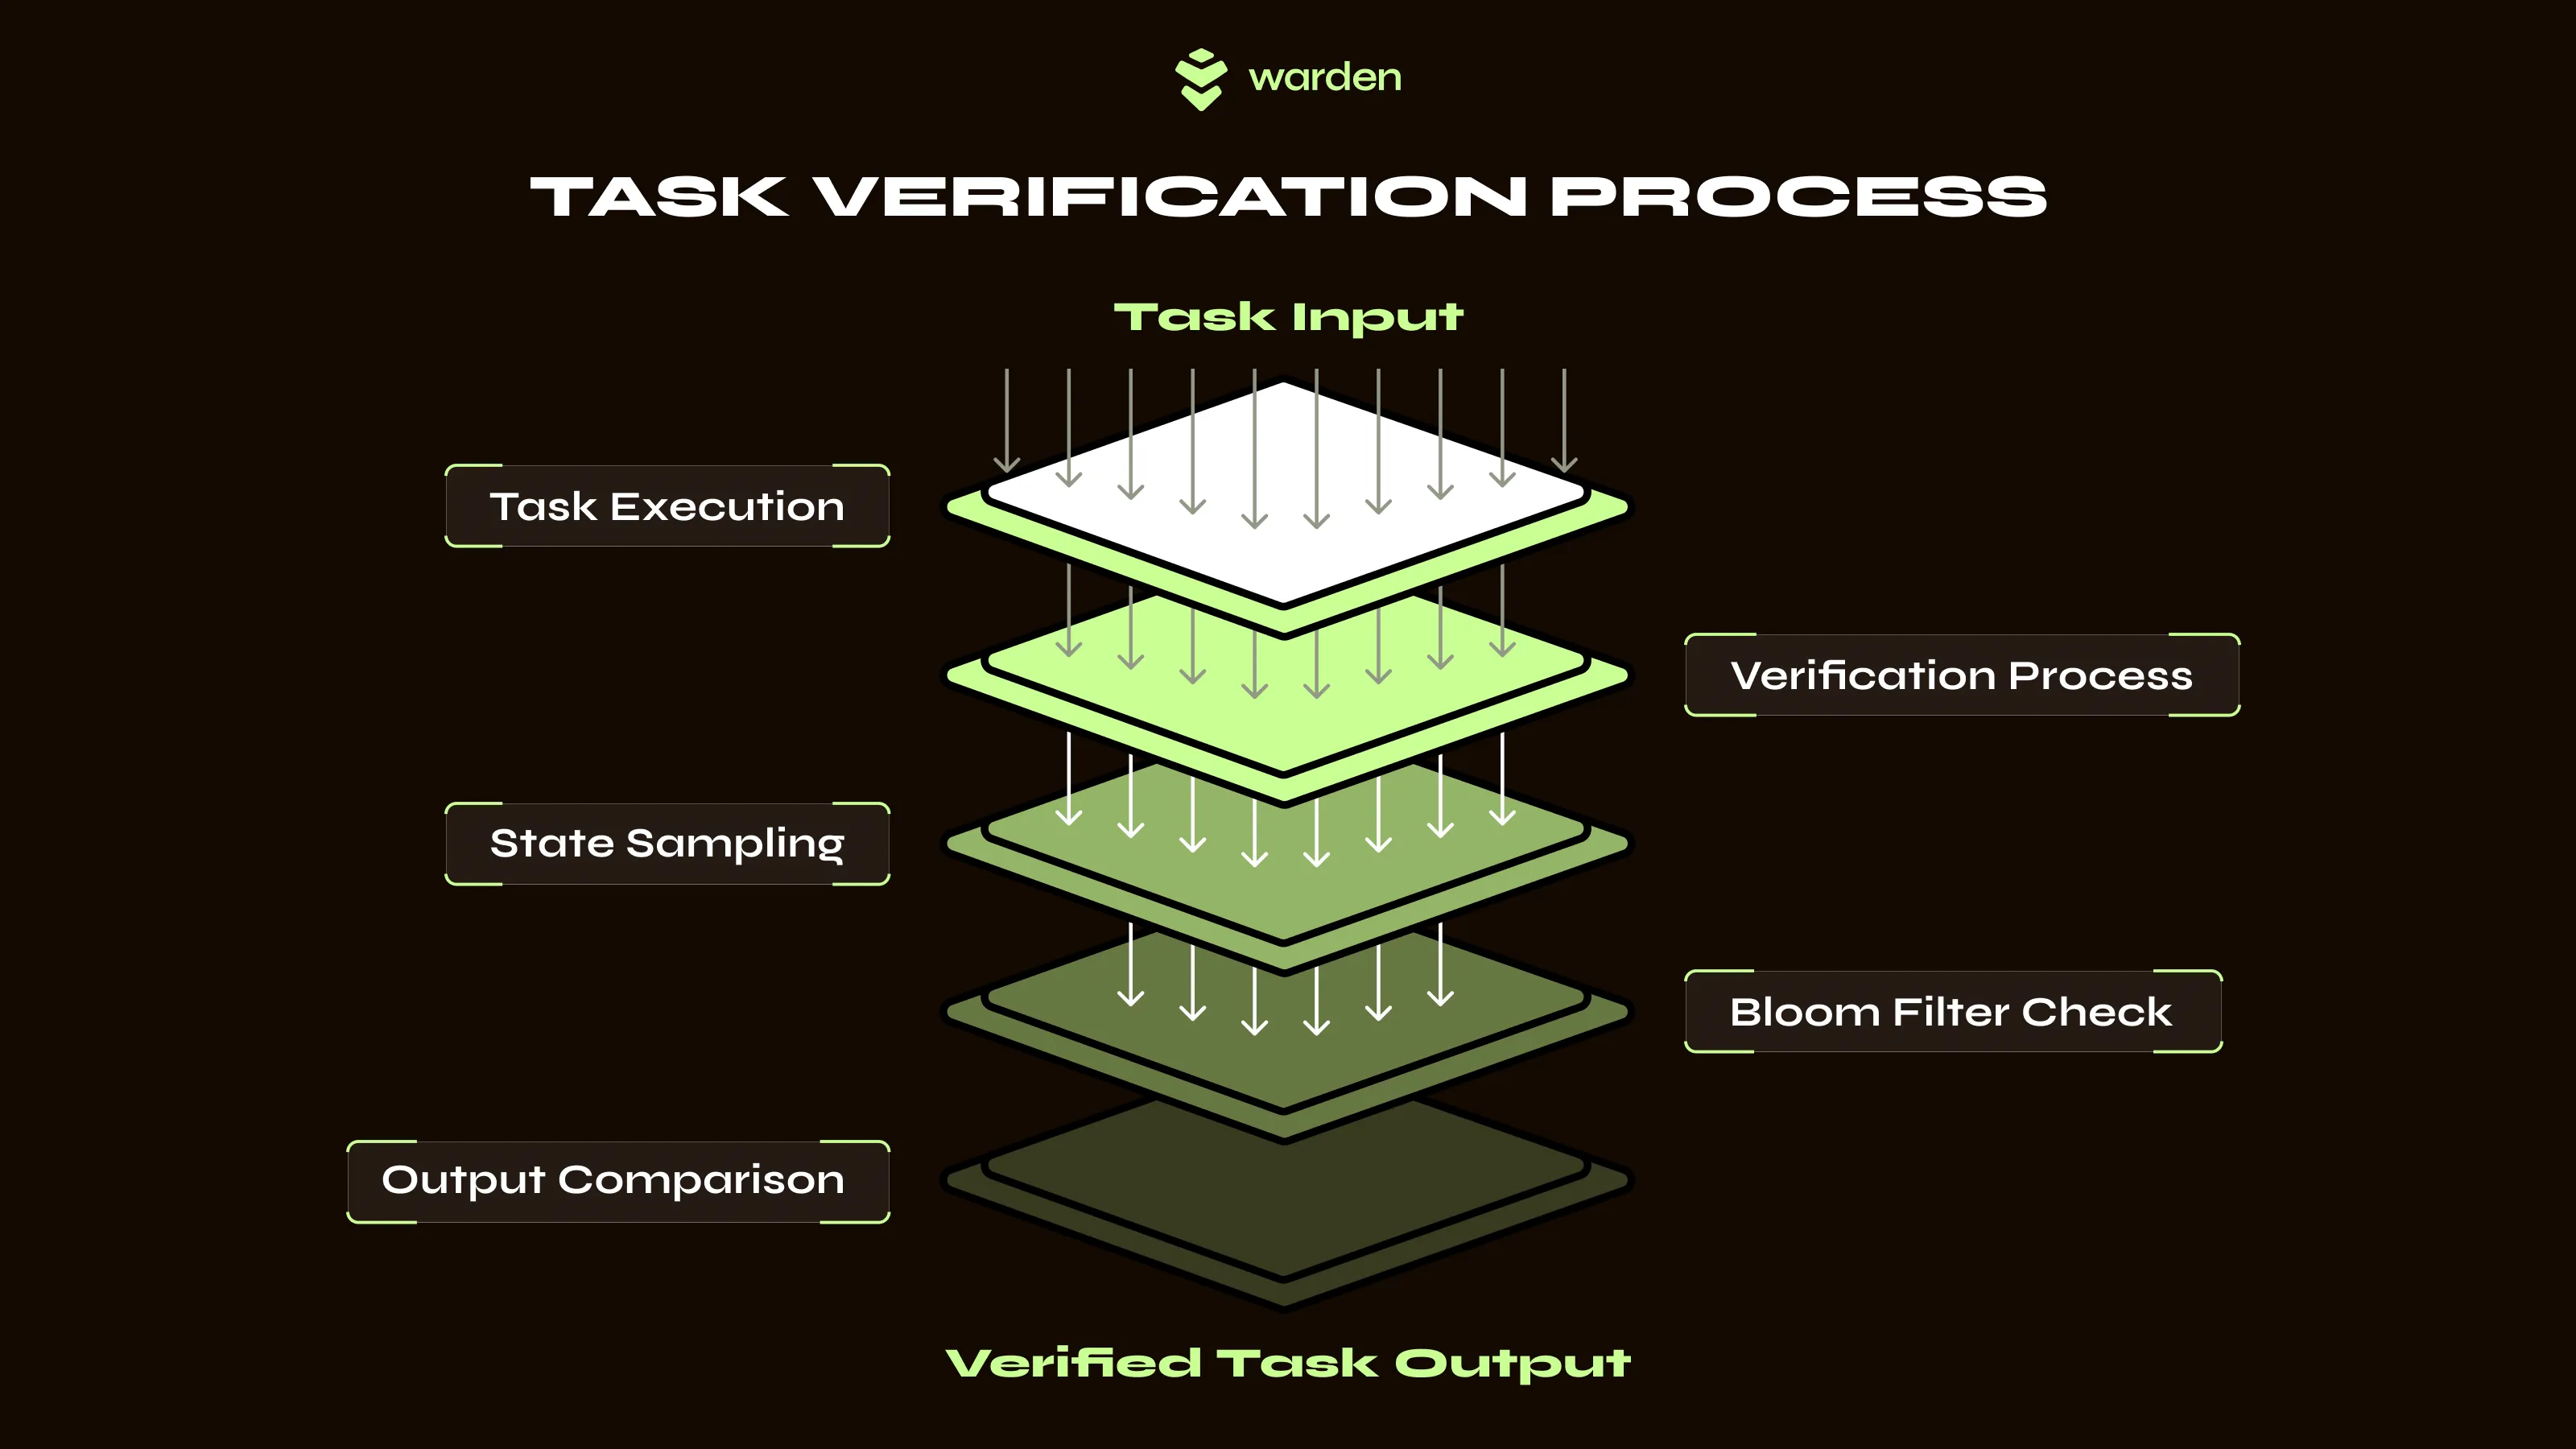 warden
TASK VERIFICATION PROCESS
Task Input
Task Execution
Verification Process
State Sampling
Bloom Filter Check
Output Comparison
Verified Task Output